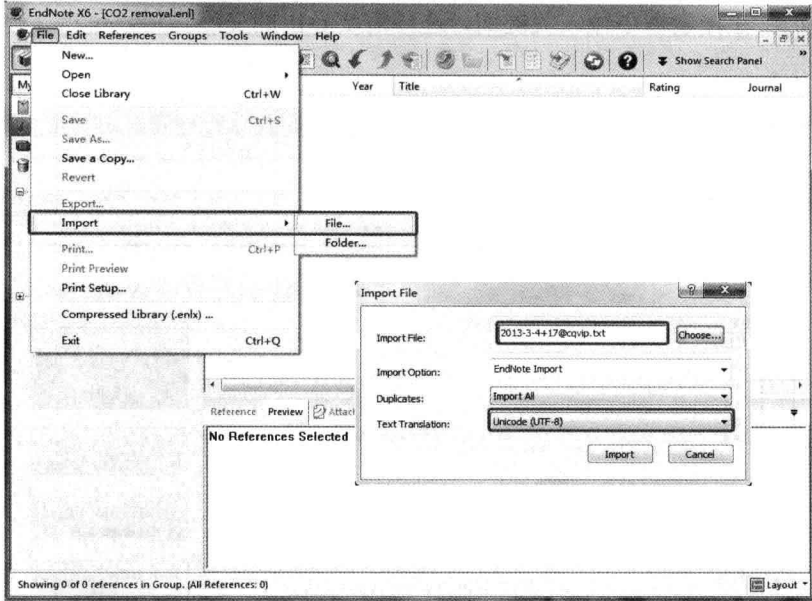 EndNote X6 - [CO2 removal.enl]
File Edit References Groups Tools Window Help
New...
Open
Close Library Ctrl+W
Save Ctrl+S
Save As...
Save a Copy...
Revert
Export...
Import
Print... Ctrl+P
Print Preview
Print Setup...
Compressed Library (.enlx) ...
Exit Ctrl+Q
File...
Folder...
Show Search Panel
My
Year Title Rating Journal
Import File
Import File: 2013-3-4+17@cqvip.txt Choose...
Import Option: EndNote Import
Duplicates: Import All
Text Translation: Unicode (UTF-8)
Import Cancel
Reference Preview Attac
No References Selected
Showing 0 of 0 references in Group. (All References: 0) Layout